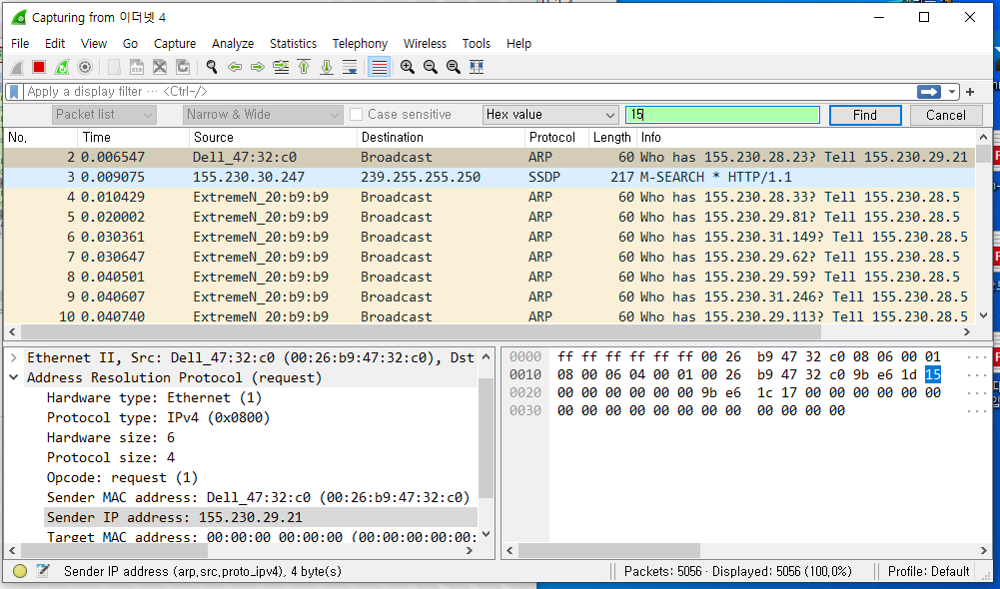 Capturing from 이더넷 4
File Edit View Go Capture Analyze Statistics Telephony Wireless Tools Help
Apply a display filter ··· <Ctrl-/>
Packet list Narrow & Wide Case sensitive Hex value 15 Find Cancel
No. Time Source Destination Protocol Length Info
2 0.006547 Dell_47:32:c0 Broadcast ARP 60 Who has 155.230.28.23? Tell 155.230.29.21
3 0.009075 155.230.30.247 239.255.255.250 SSDP 217 M-SEARCH * HTTP/1.1
4 0.010429 ExtremeN_20:b9:b9 Broadcast ARP 60 Who has 155.230.28.33? Tell 155.230.28.5
5 0.020002 ExtremeN_20:b9:b9 Broadcast ARP 60 Who has 155.230.29.81? Tell 155.230.28.5
6 0.030361 ExtremeN_20:b9:b9 Broadcast ARP 60 Who has 155.230.31.149? Tell 155.230.28.5
7 0.030647 ExtremeN_20:b9:b9 Broadcast ARP 60 Who has 155.230.29.62? Tell 155.230.28.5
8 0.040501 ExtremeN_20:b9:b9 Broadcast ARP 60 Who has 155.230.29.59? Tell 155.230.28.5
9 0.040607 ExtremeN_20:b9:b9 Broadcast ARP 60 Who has 155.230.31.246? Tell 155.230.28.5
10 0.040740 ExtremeN_20:b9:b9 Broadcast ARP 60 Who has 155.230.29.113? Tell 155.230.28.5
Ethernet II, Src: Dell_47:32:c0 (00:26:b9:47:32:c0), Dst
Address Resolution Protocol (request)
Hardware type: Ethernet (1)
Protocol type: IPv4 (0x0800)
Hardware size: 6
Protocol size: 4
Opcode: request (1)
Sender MAC address: Dell_47:32:c0 (00:26:b9:47:32:c0)
Sender IP address: 155.230.29.21
Target MAC address: 00:00:00_00:00:00 (00:00:00:00:00:
0000 ff ff ff ff ff ff 00 26 b9 47 32 c0 08 06 00 01 ···
0010 08 00 06 04 00 01 00 26 b9 47 32 c0 9b e6 1d 15 ···
0020 00 00 00 00 00 00 9b e6 1c 17 00 00 00 00 00 00 ···
0030 00 00 00 00 00 00 00 00 00 00 00 00 ···
Sender IP address (arp.src.proto_ipv4), 4 byte(s) Packets: 5056 · Displayed: 5056 (100.0%) Profile: Default